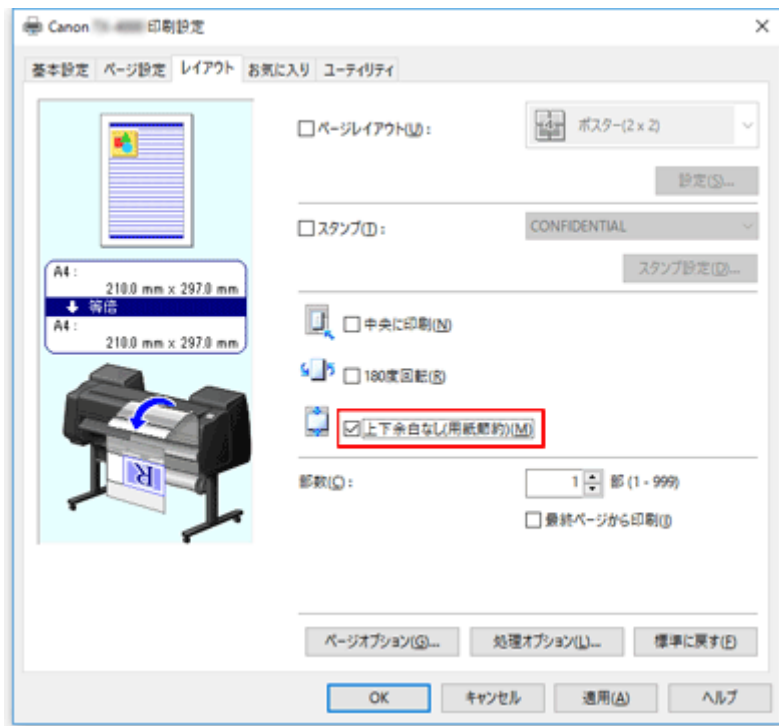 Canon 印刷設定
基本設定 ページ設定 レイアウト お気に入り ユーティリティ
ページレイアウト(U):
ポスター(2 x 2)
設定(S)...
スタンプ(T):
CONFIDENTIAL
スタンプ設定(D)...
A4 :
210.0 mm x 297.0 mm
等倍
A4 :
210.0 mm x 297.0 mm
中央に印刷(N)
180度回転(R)
上下余白なし(用紙節約)(M)
R
部数(C):
1 部 (1 - 999)
最終ページから印刷(I)
ページオプション(G)... 処理オプション(L)... 標準に戻す(F)
OK キャンセル 適用(A) ヘルプ